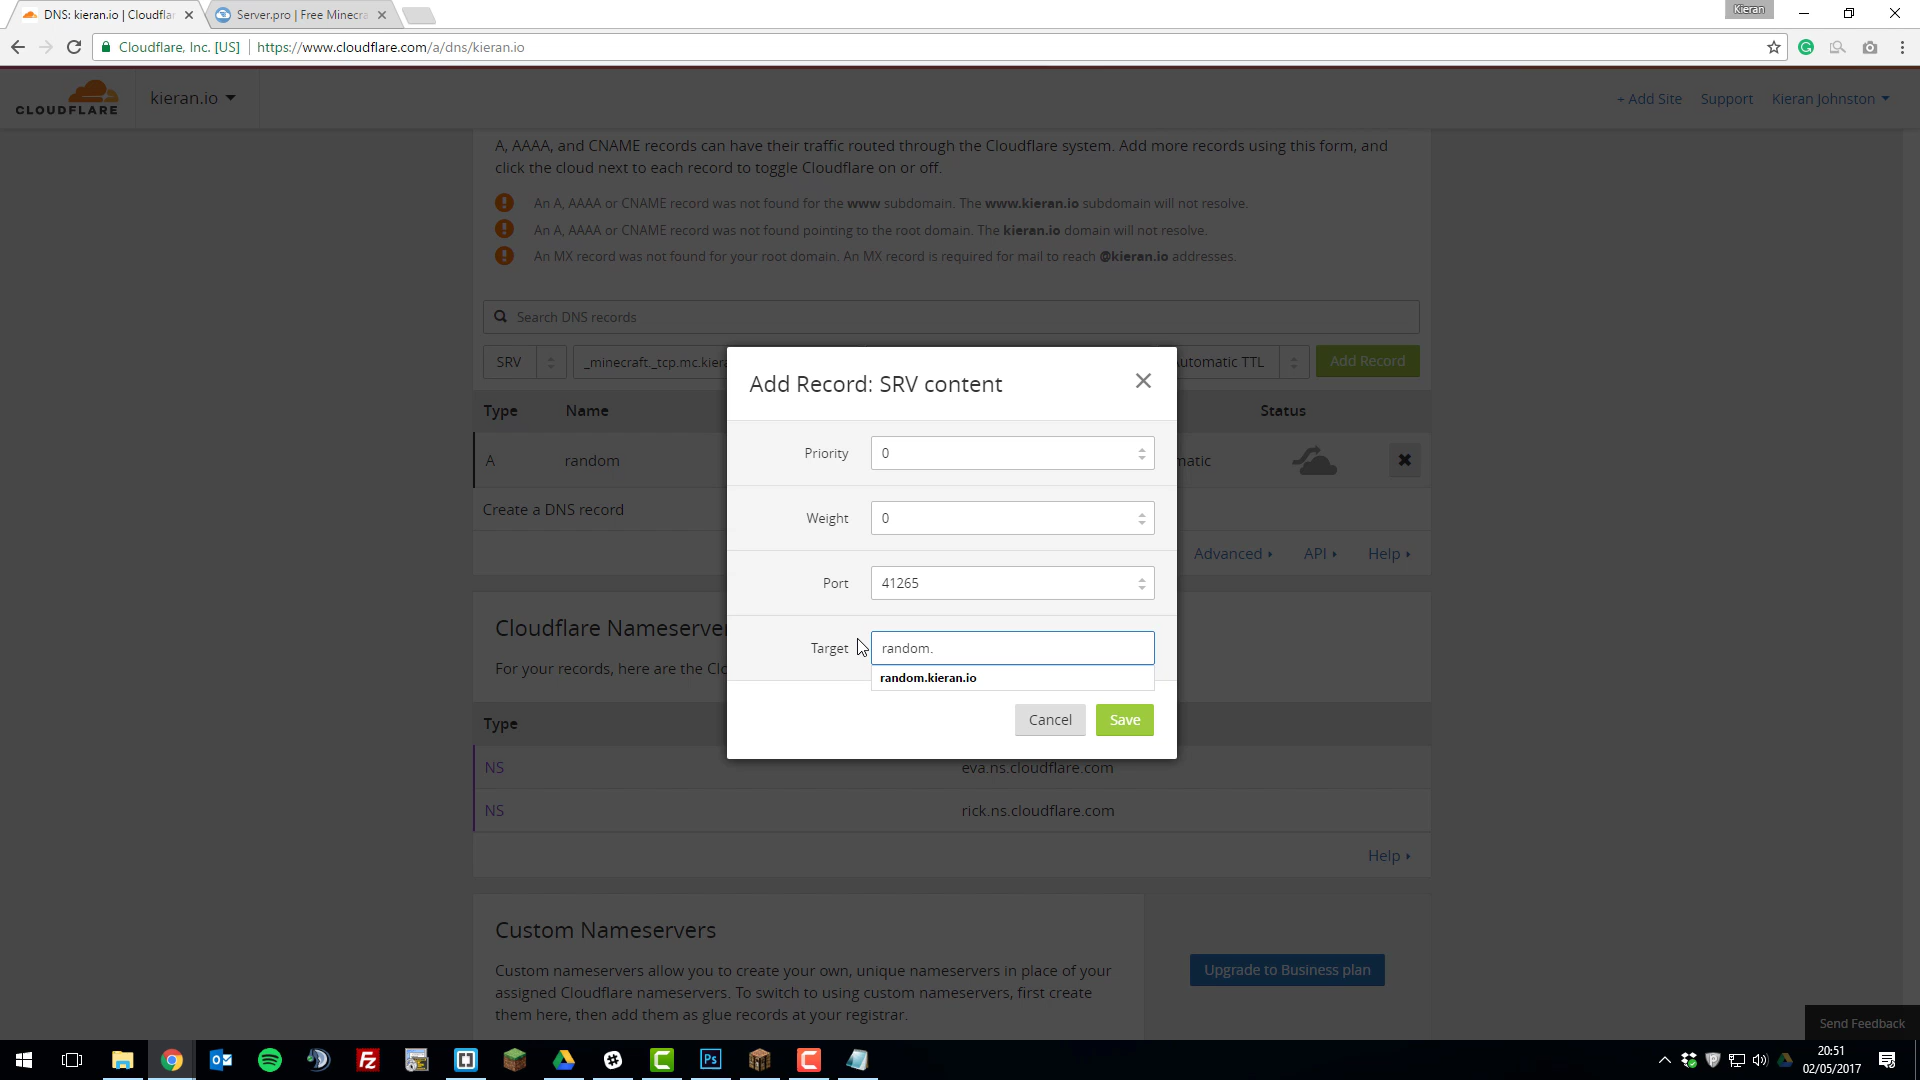 DNS: kieran.io | Cloudflar
Server.pro | Free Minecra
Kieran
Cloudflare, Inc. [US]
https://www.cloudflare.com/a/dns/kieran.io
CLOUDFLARE
kieran.io
+ Add Site
Support
Kieran Johnston
A, AAAA, and CNAME records can have their traffic routed through the Cloudflare system. Add more records using this form, and
click the cloud next to each record to toggle Cloudflare on or off.
An A, AAAA or CNAME record was not found for the www subdomain. The www.kieran.io subdomain will not resolve.
An A, AAAA or CNAME record was not found pointing to the root domain. The kieran.io domain will not resolve.
An MX record was not found for your root domain. An MX record is required for mail to reach @kieran.io addresses.
Search DNS records
SRV
_minecraft._tcp.mc.kiera
utomatic TTL
Add Record
Type
Name
Status
A
random
matic
Create a DNS record
Advanced
API
Help
Add Record: SRV content
Priority
0
Weight
0
Port
41265
Target
random.
random.kieran.io
Cancel
Save
Cloudflare Nameserver
For your records, here are the Clo
Type
NS
eva.ns.cloudflare.com
NS
rick.ns.cloudflare.com
Help
Custom Nameservers
Custom nameservers allow you to create your own, unique nameservers in place of your
assigned Cloudflare nameservers. To switch to using custom nameservers, first create
them here, then add them as glue records at your registrar.
Upgrade to Business plan
Send Feedback
20:51
02/05/2017